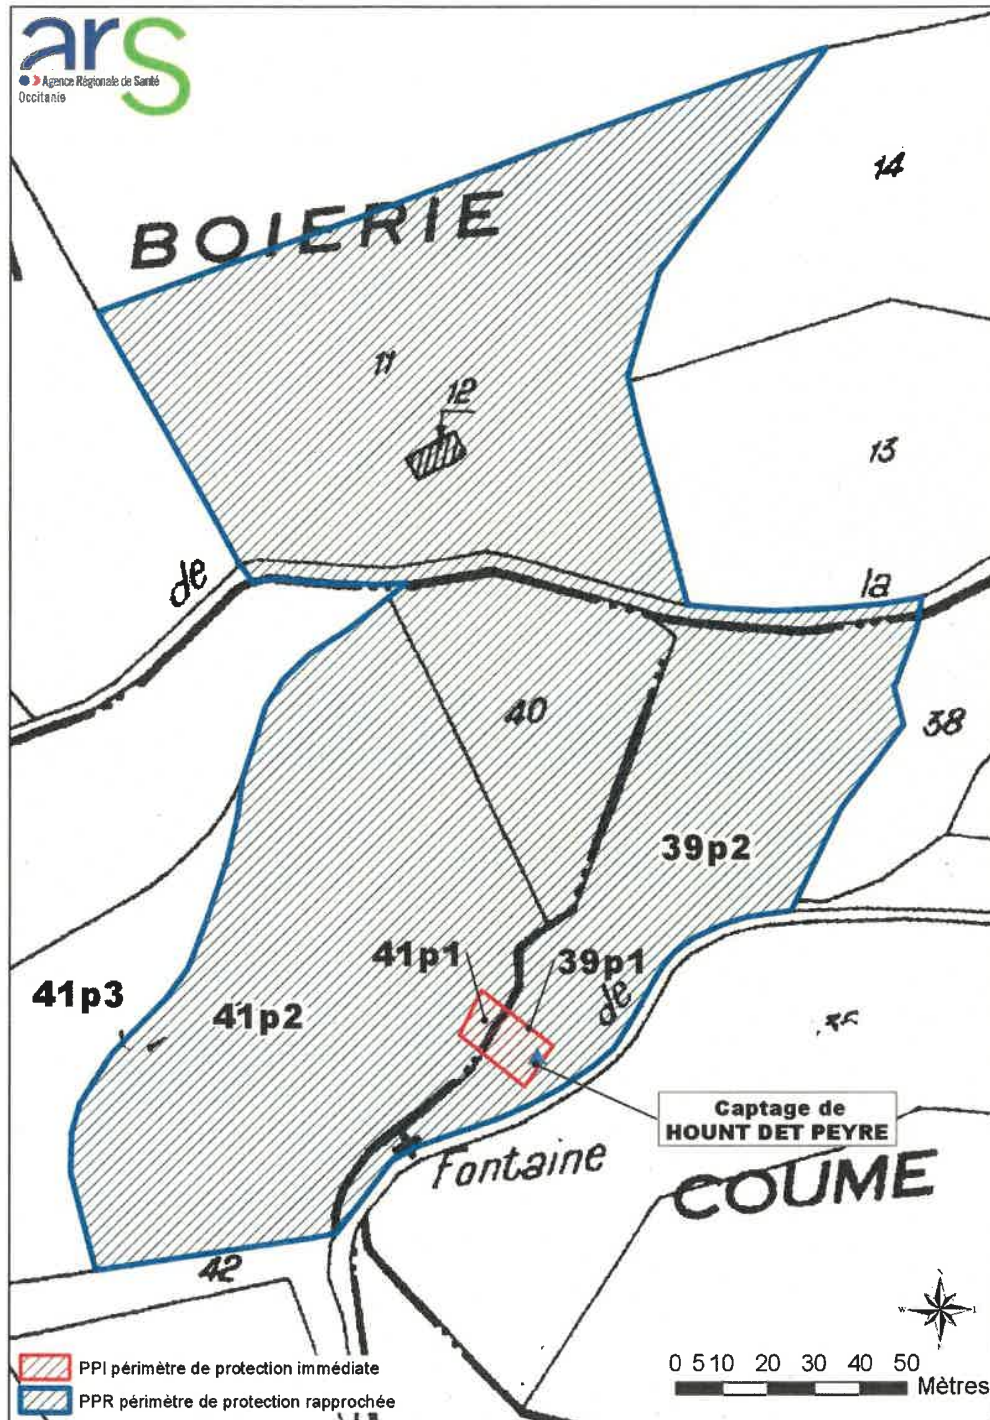 ars
Agence Régionale de Santé
Occitanie
14
BOIERIE
11
12
13
de
la
40
38
39p2
41p1
39p1
de
41p3
41p2
Captage de
HOUNT DET PEYRE
Fontaine
COUME
42
PPI périmètre de protection immédiate
PPR périmètre de protection rapprochée
0 5 10 20 30 40 50
Mètres